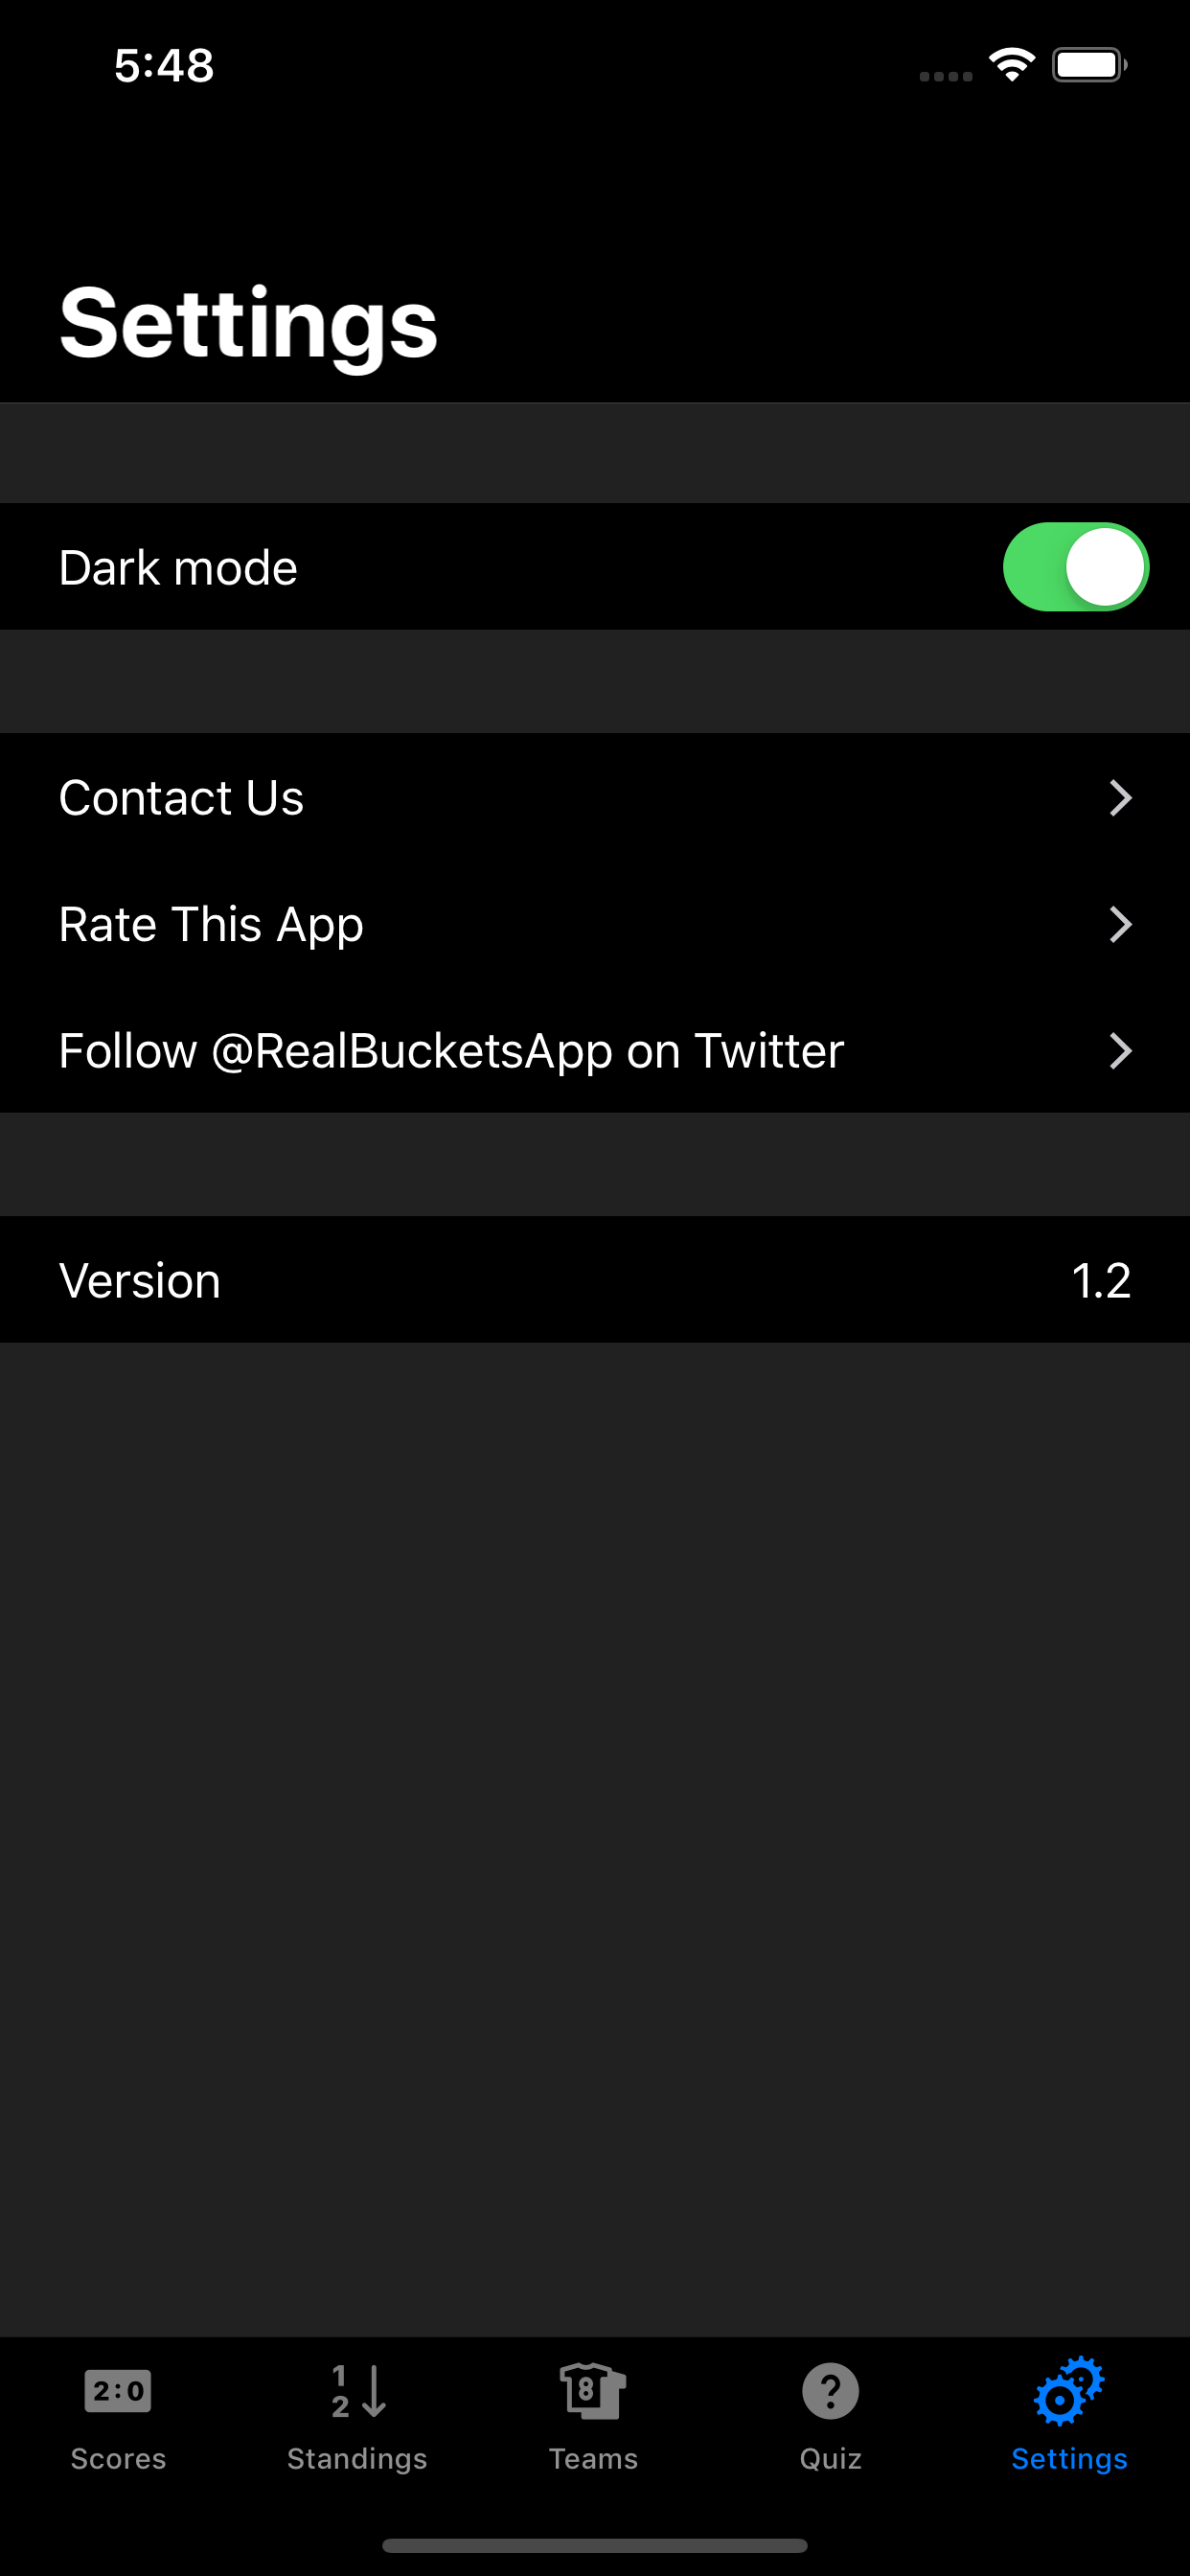 5:48
Settings
Dark mode
Contact Us
Rate This App
Follow @RealBucketsApp on Twitter
Version 1.2
2:0
1
2
8
?
Scores Standings Teams Quiz Settings